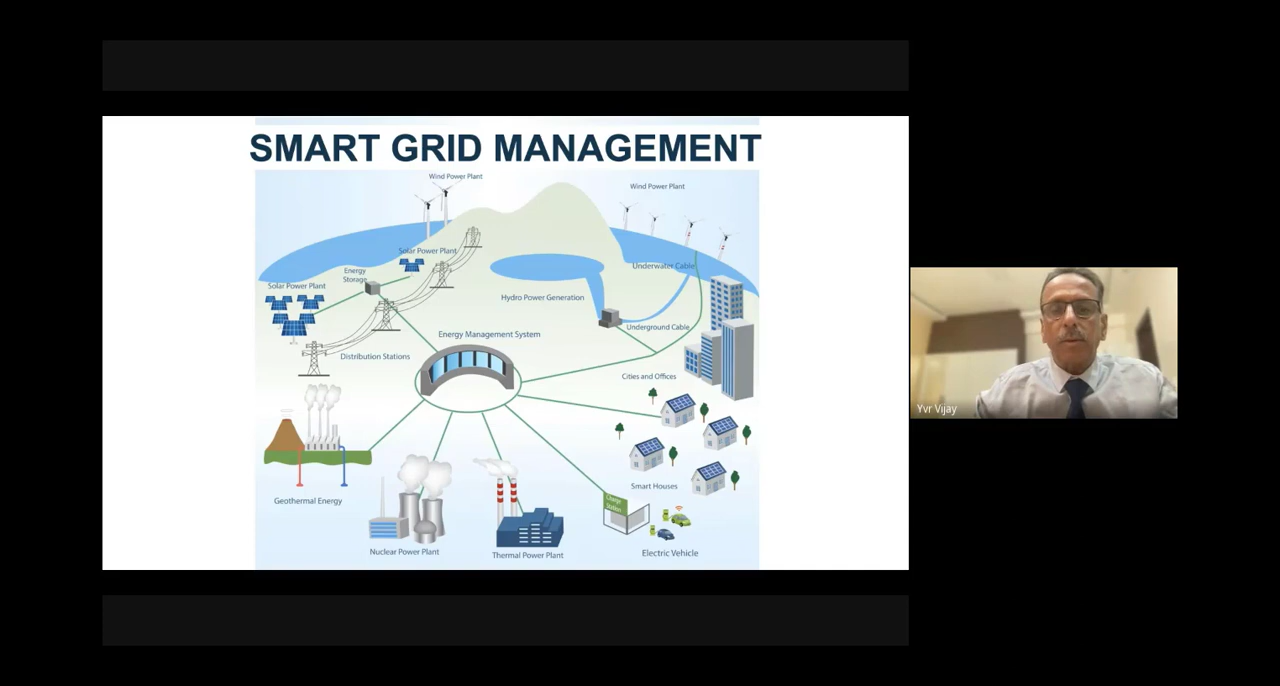 SMART GRID MANAGEMENT
Wind Power Plant
Wind Power Plant
Solar Power Plant
Energy
Storage
Underwater Cable
Solar Power Plant
Hydro Power Generation
Underground Cable
Energy Management System
Distribution Stations
Cities and Offices
Yvr Vijay
Smart Houses
Geothermal Energy
Charge
Station
Nuclear Power Plant
Thermal Power Plant
Electric Vehicle